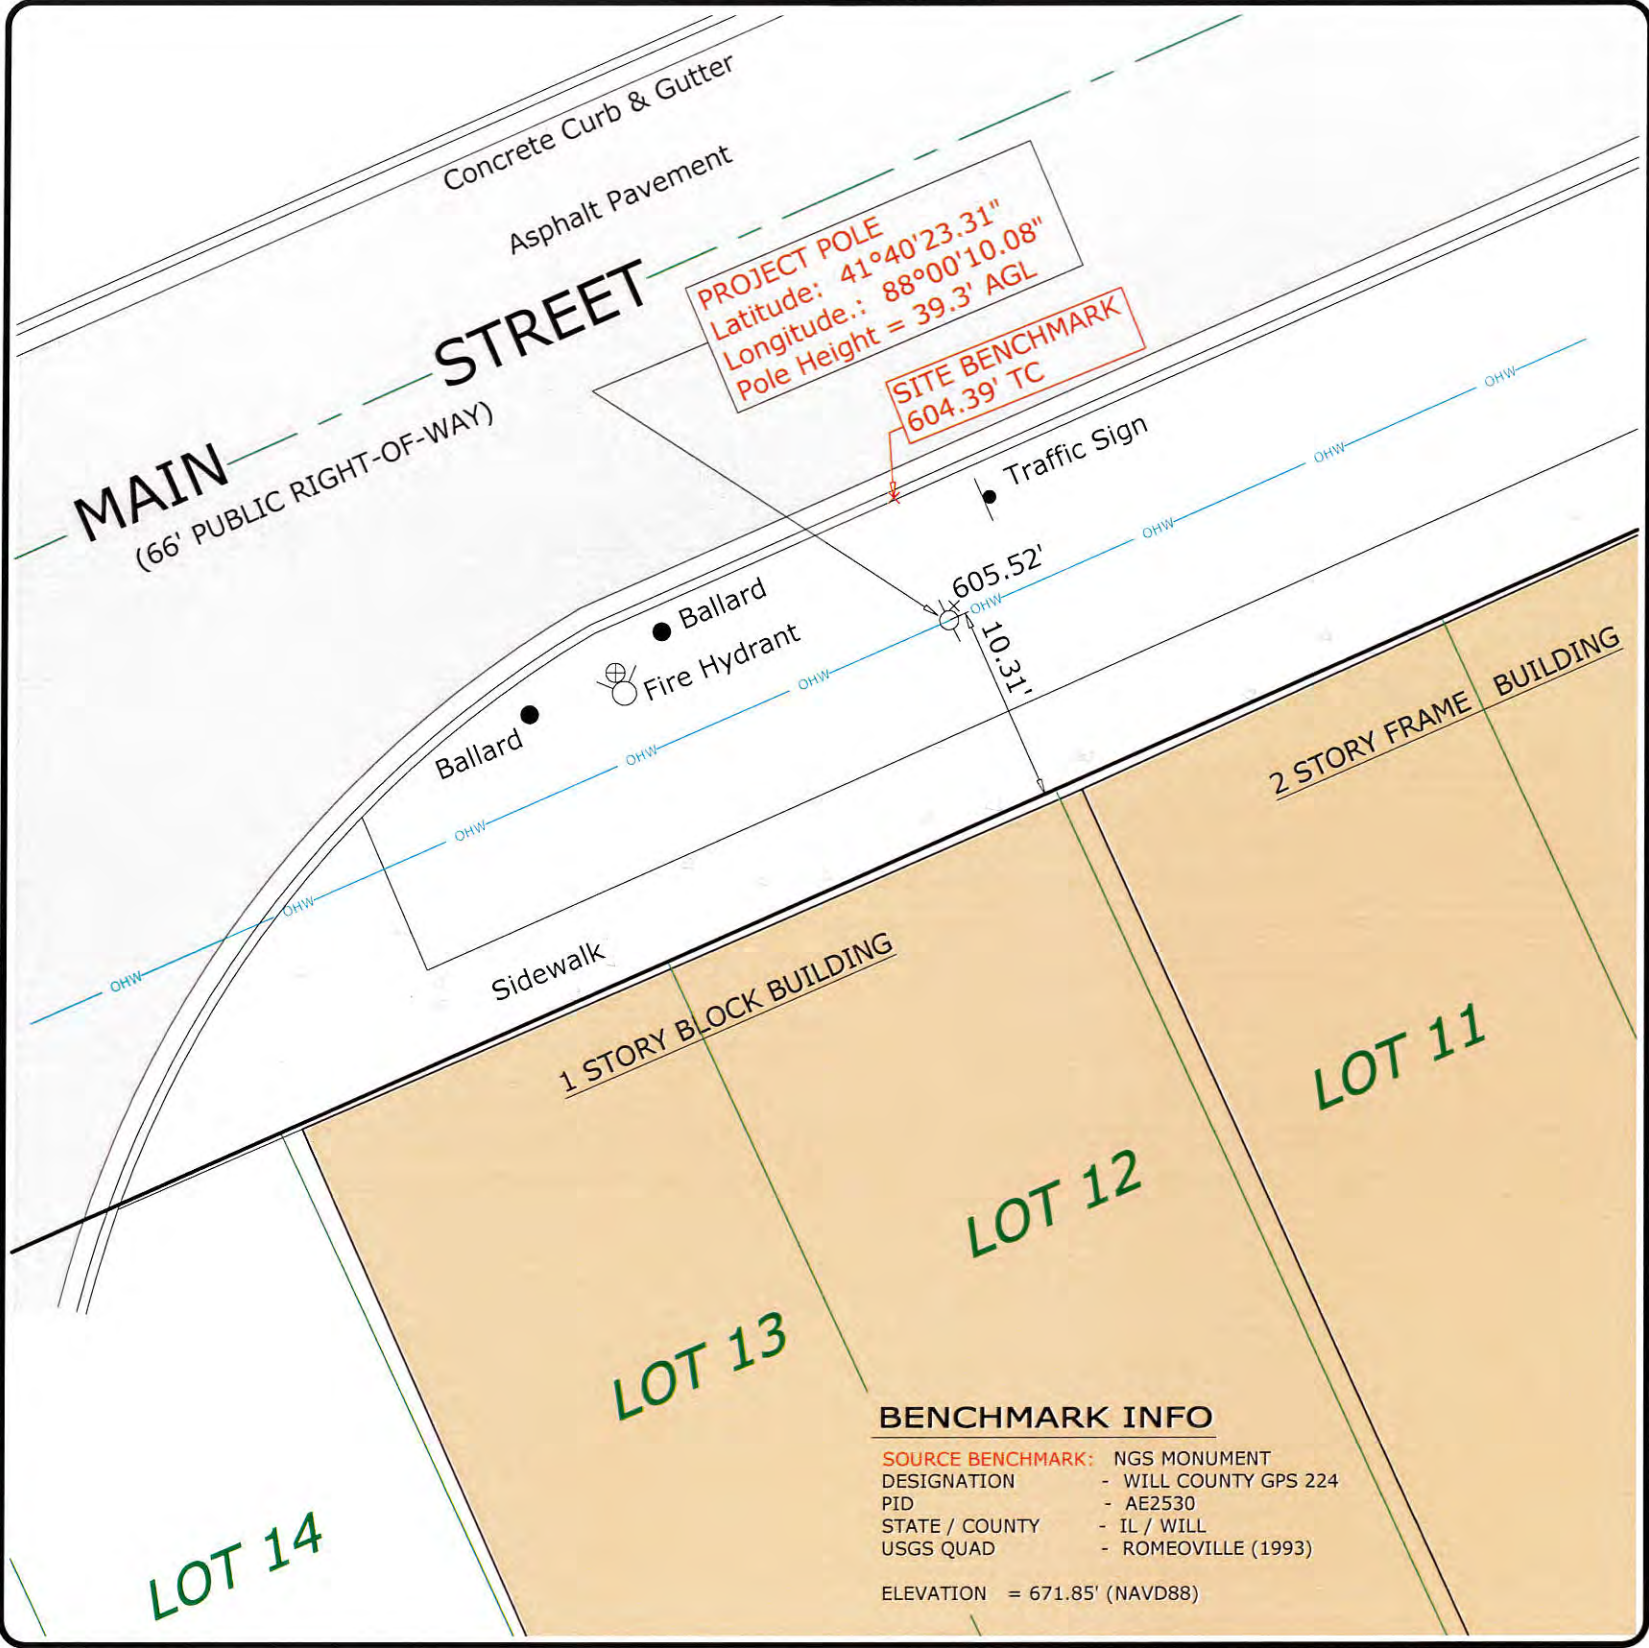 Concrete Curb & Gutter
Asphalt Pavement
MAIN STREET
(66' PUBLIC RIGHT-OF-WAY)
PROJECT POLE
Latitude: 41°40'23.31"
Longitude.: 88°00'10.08"
Pole Height = 39.3' AGL
SITE BENCHMARK
604.39' TC
Traffic Sign
OHW
OHW
OHW
605.52'
OHW
10.31'
Ballard
Fire Hydrant
OHW
Ballard
OHW
OHW
OHW
OHW
Sidewalk
2 STORY FRAME BUILDING
1 STORY BLOCK BUILDING
LOT 11
LOT 12
LOT 13
LOT 14
BENCHMARK INFO
SOURCE BENCHMARK: NGS MONUMENT
DESIGNATION - WILL COUNTY GPS 224
PID - AE2530
STATE / COUNTY - IL / WILL
USGS QUAD - ROMEOVILLE (1993)
ELEVATION = 671.85' (NAVD88)